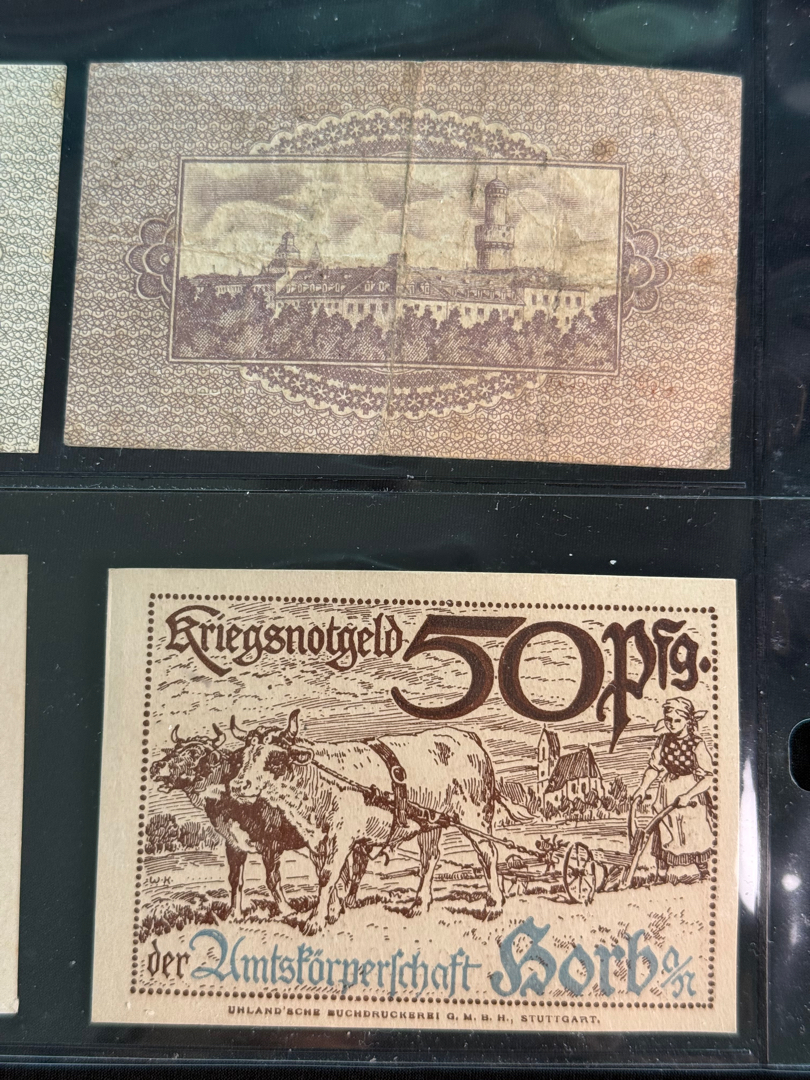 Kriegsnotgeld 50 Pfg.
W.K.
der Amtskörperschaft Horb a/N
UHLAND'SCHE BUCHDRUCKEREI G. M. B. H., STUTTGART.